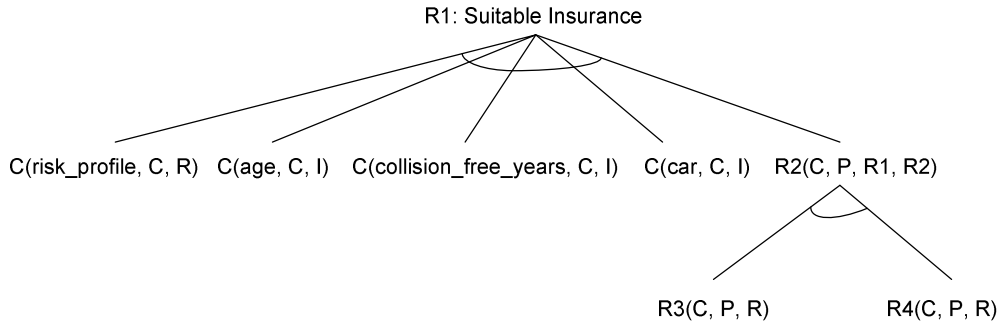 R1: Suitable Insurance
C(risk_profile, C, R) C(age, C, I) C(collision_free_years, C, I) C(car, C, I) R2(C, P, R1, R2)
R3(C, P, R) R4(C, P, R)